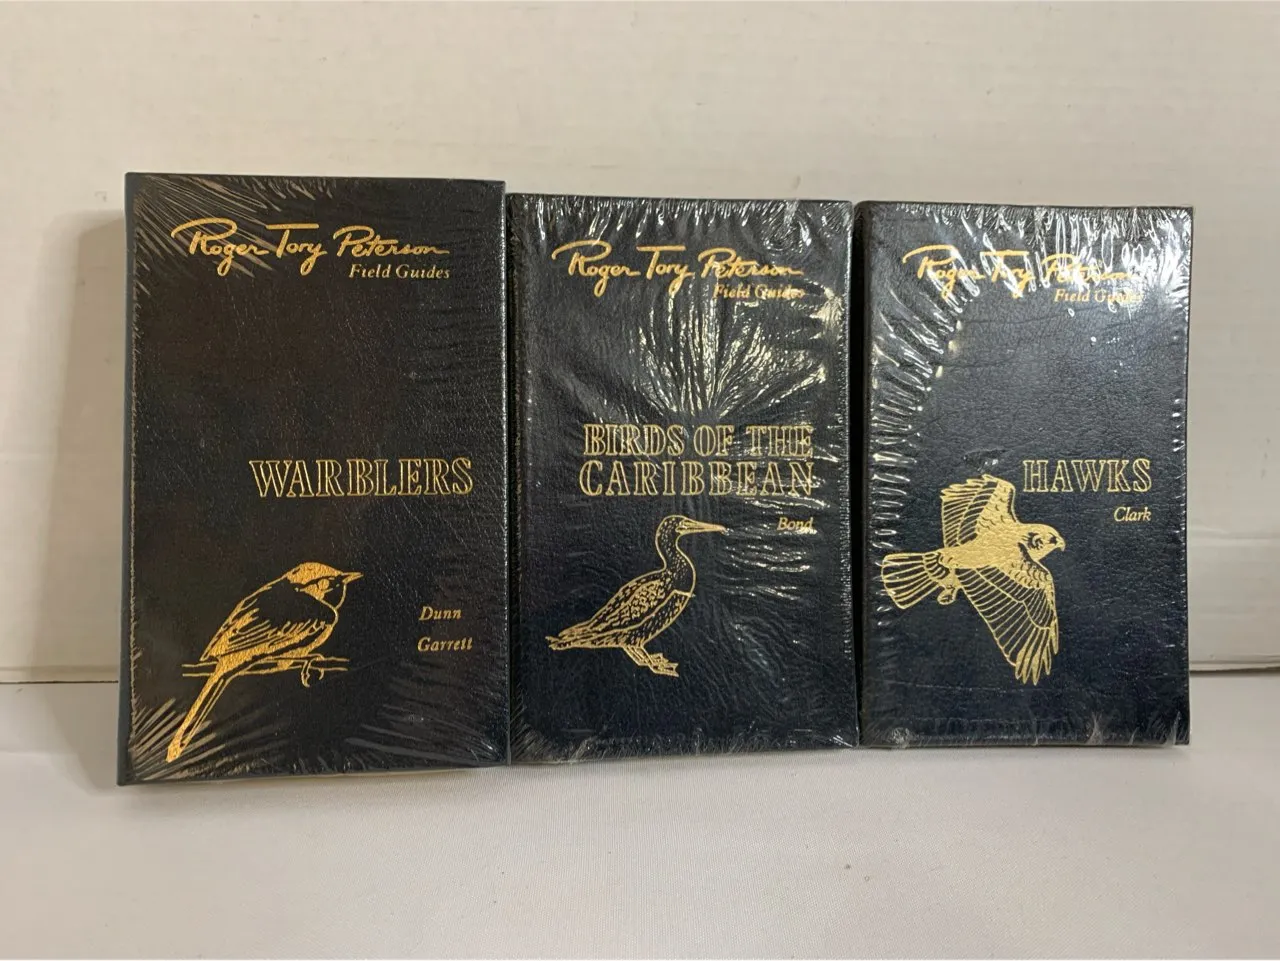 Roger Tory Peterson
Field Guides
WARBLERS
Dunn
Garrett
Roger Tory Peterson
Field Guides
BIRDS OF THE
CARIBBEAN
Bond
Roger Tory Peterson
Field Guides
HAWKS
Clark